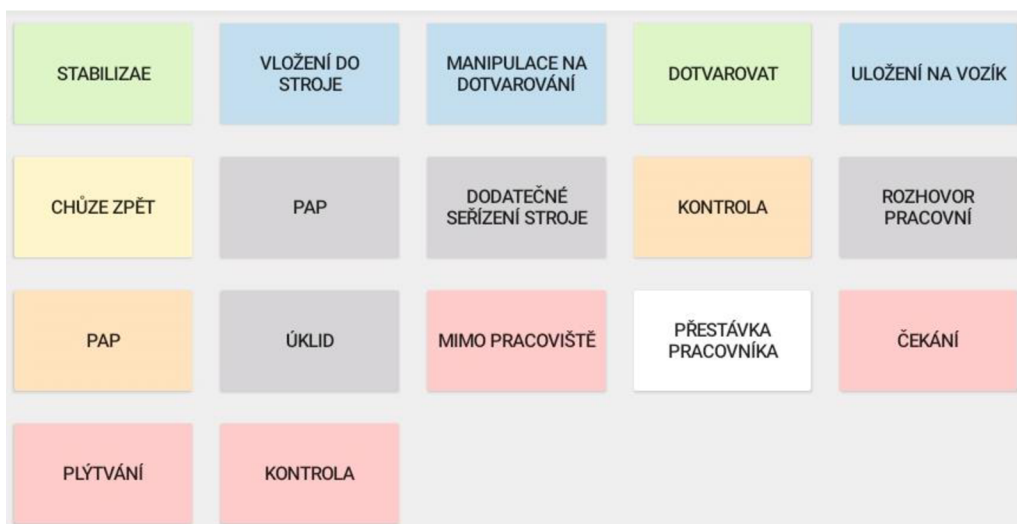 STABILIZAE
VLOŽENÍ DO
STROJE
MANIPULACE NA
DOTVAROVÁNÍ
DOTVAROVAT
ULOŽENÍ NA VOZÍK
CHŮZE ZPĚT
PAP
DODATEČNÉ
SEŘÍZENÍ STROJE
KONTROLA
ROZHOVOR
PRACOVNÍ
PAP
ÚKLID
MIMO PRACOVIŠTĚ
PŘESTÁVKA
PRACOVNÍKA
ČEKÁNÍ
PLÝTVÁNÍ
KONTROLA